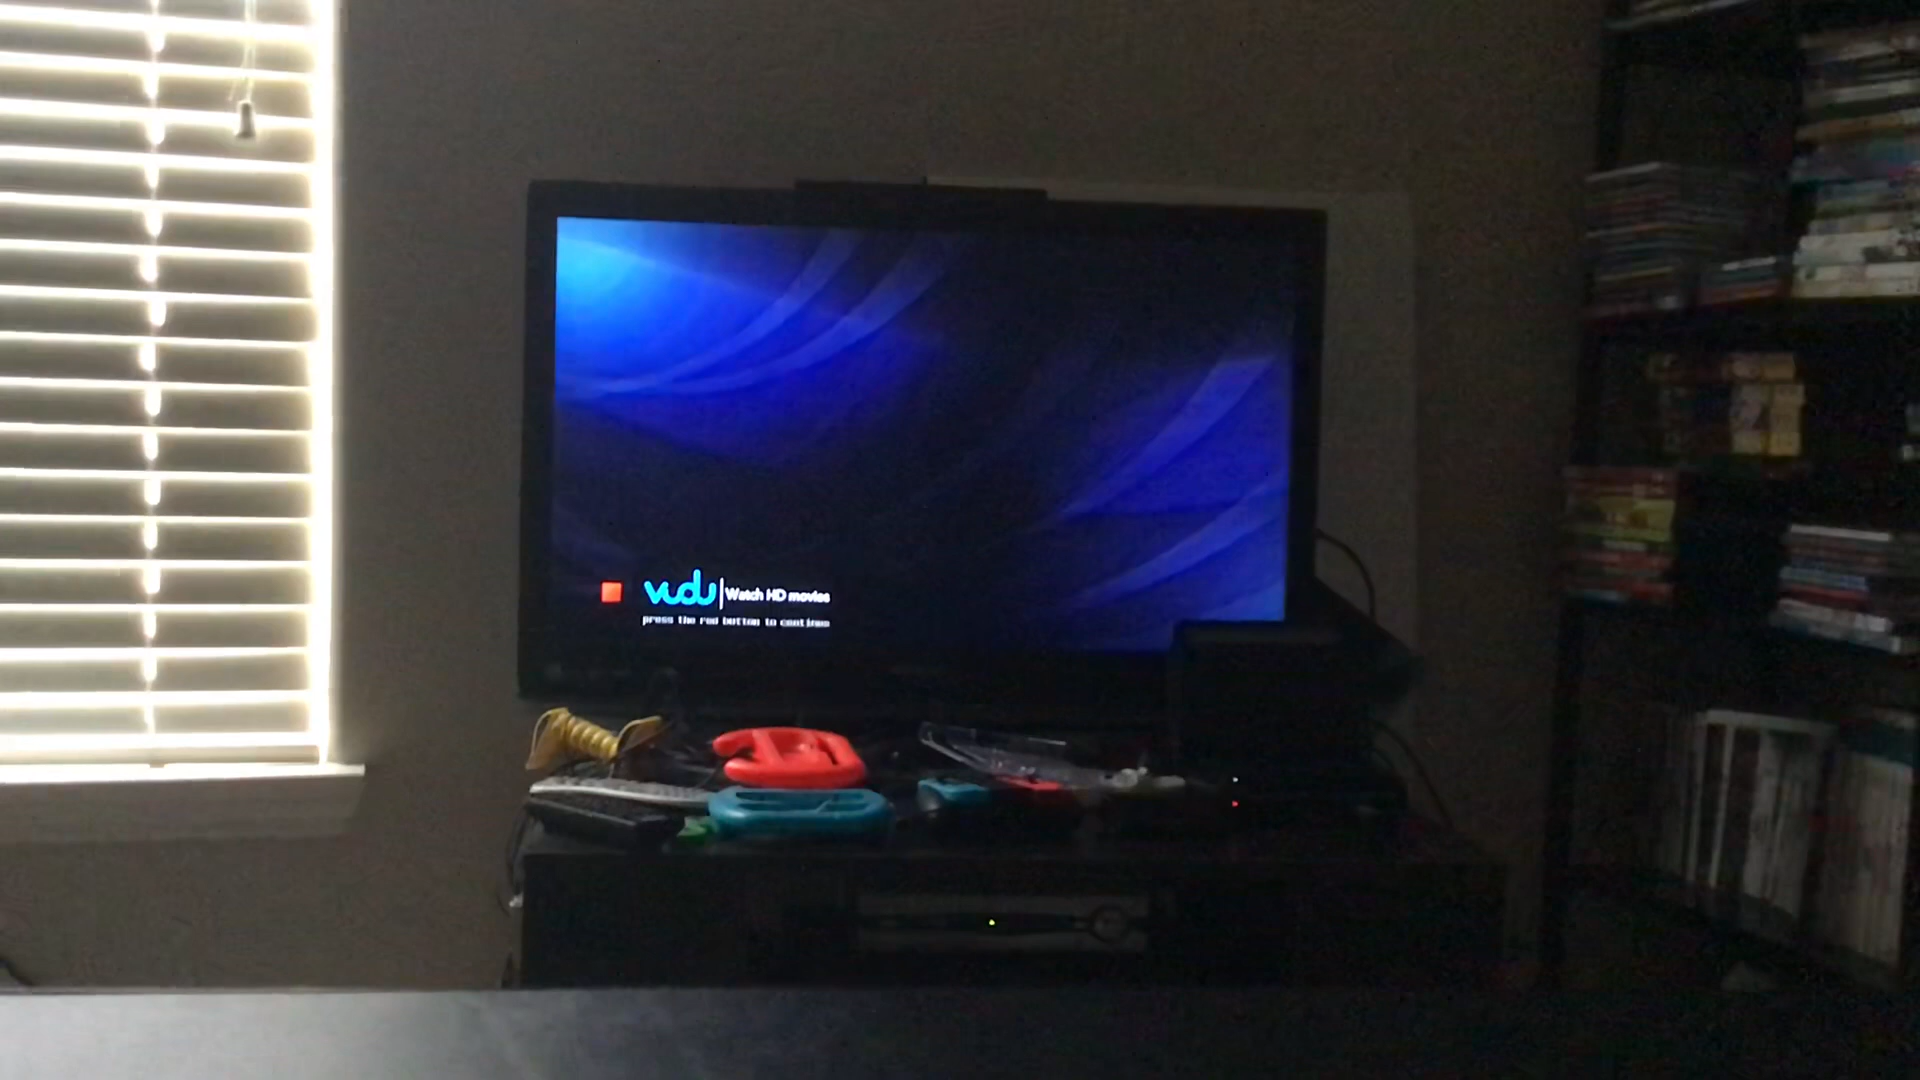 vudu Watch HD movies
press the red button to continue